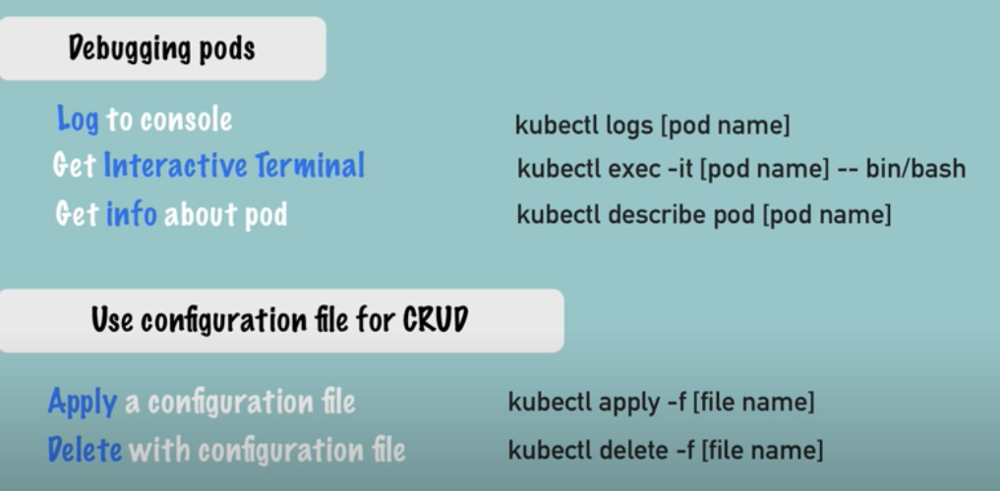 Debugging pods
Log to console kubectl logs [pod name]
Get Interactive Terminal kubectl exec -it [pod name] -- bin/bash
Get info about pod kubectl describe pod [pod name]
Use configuration file for CRUD
Apply a configuration file kubectl apply -f [file name]
Delete with configuration file kubectl delete -f [file name]